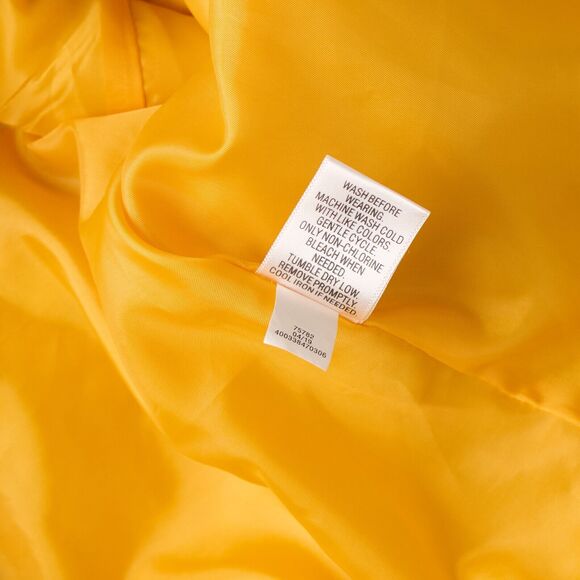 WASH BEFORE
WEARING.
MACHINE WASH COLD
WITH LIKE COLORS
GENTLE CYCLE.
ONLY NON-CHLORINE
BLEACH WHEN
NEEDED.
TUMBLE DRY LOW.
REMOVE PROMPTLY.
COOL IRON IF NEEDED.
75782
04/19
400338470306